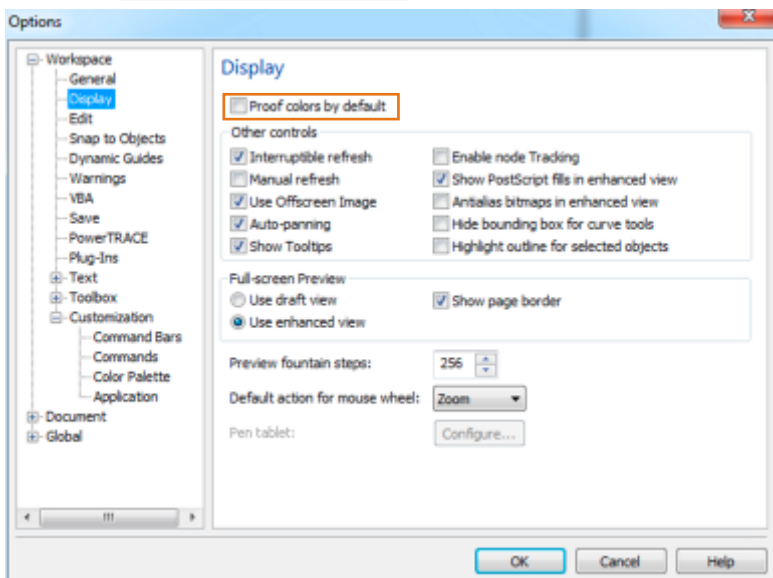 Options
Workspace
General
Display
Edit
Snap to Objects
Dynamic Guides
Warnings
VBA
Save
PowerTRACE
Plug-Ins
Text
Toolbox
Customization
Command Bars
Commands
Color Palette
Application
Document
Global
Display
Proof colors by default
Other controls
Interruptible refresh
Manual refresh
Use Offscreen Image
Auto-panning
Show Tooltips
Enable node Tracking
Show PostScript fills in enhanced view
Antialias bitmaps in enhanced view
Hide bounding box for curve tools
Highlight outline for selected objects
Full-screen Preview
Use draft view
Use enhanced view
Show page border
Preview fountain steps: 256
Default action for mouse wheel: Zoom
Pen tablet: Configure...
OK Cancel Help